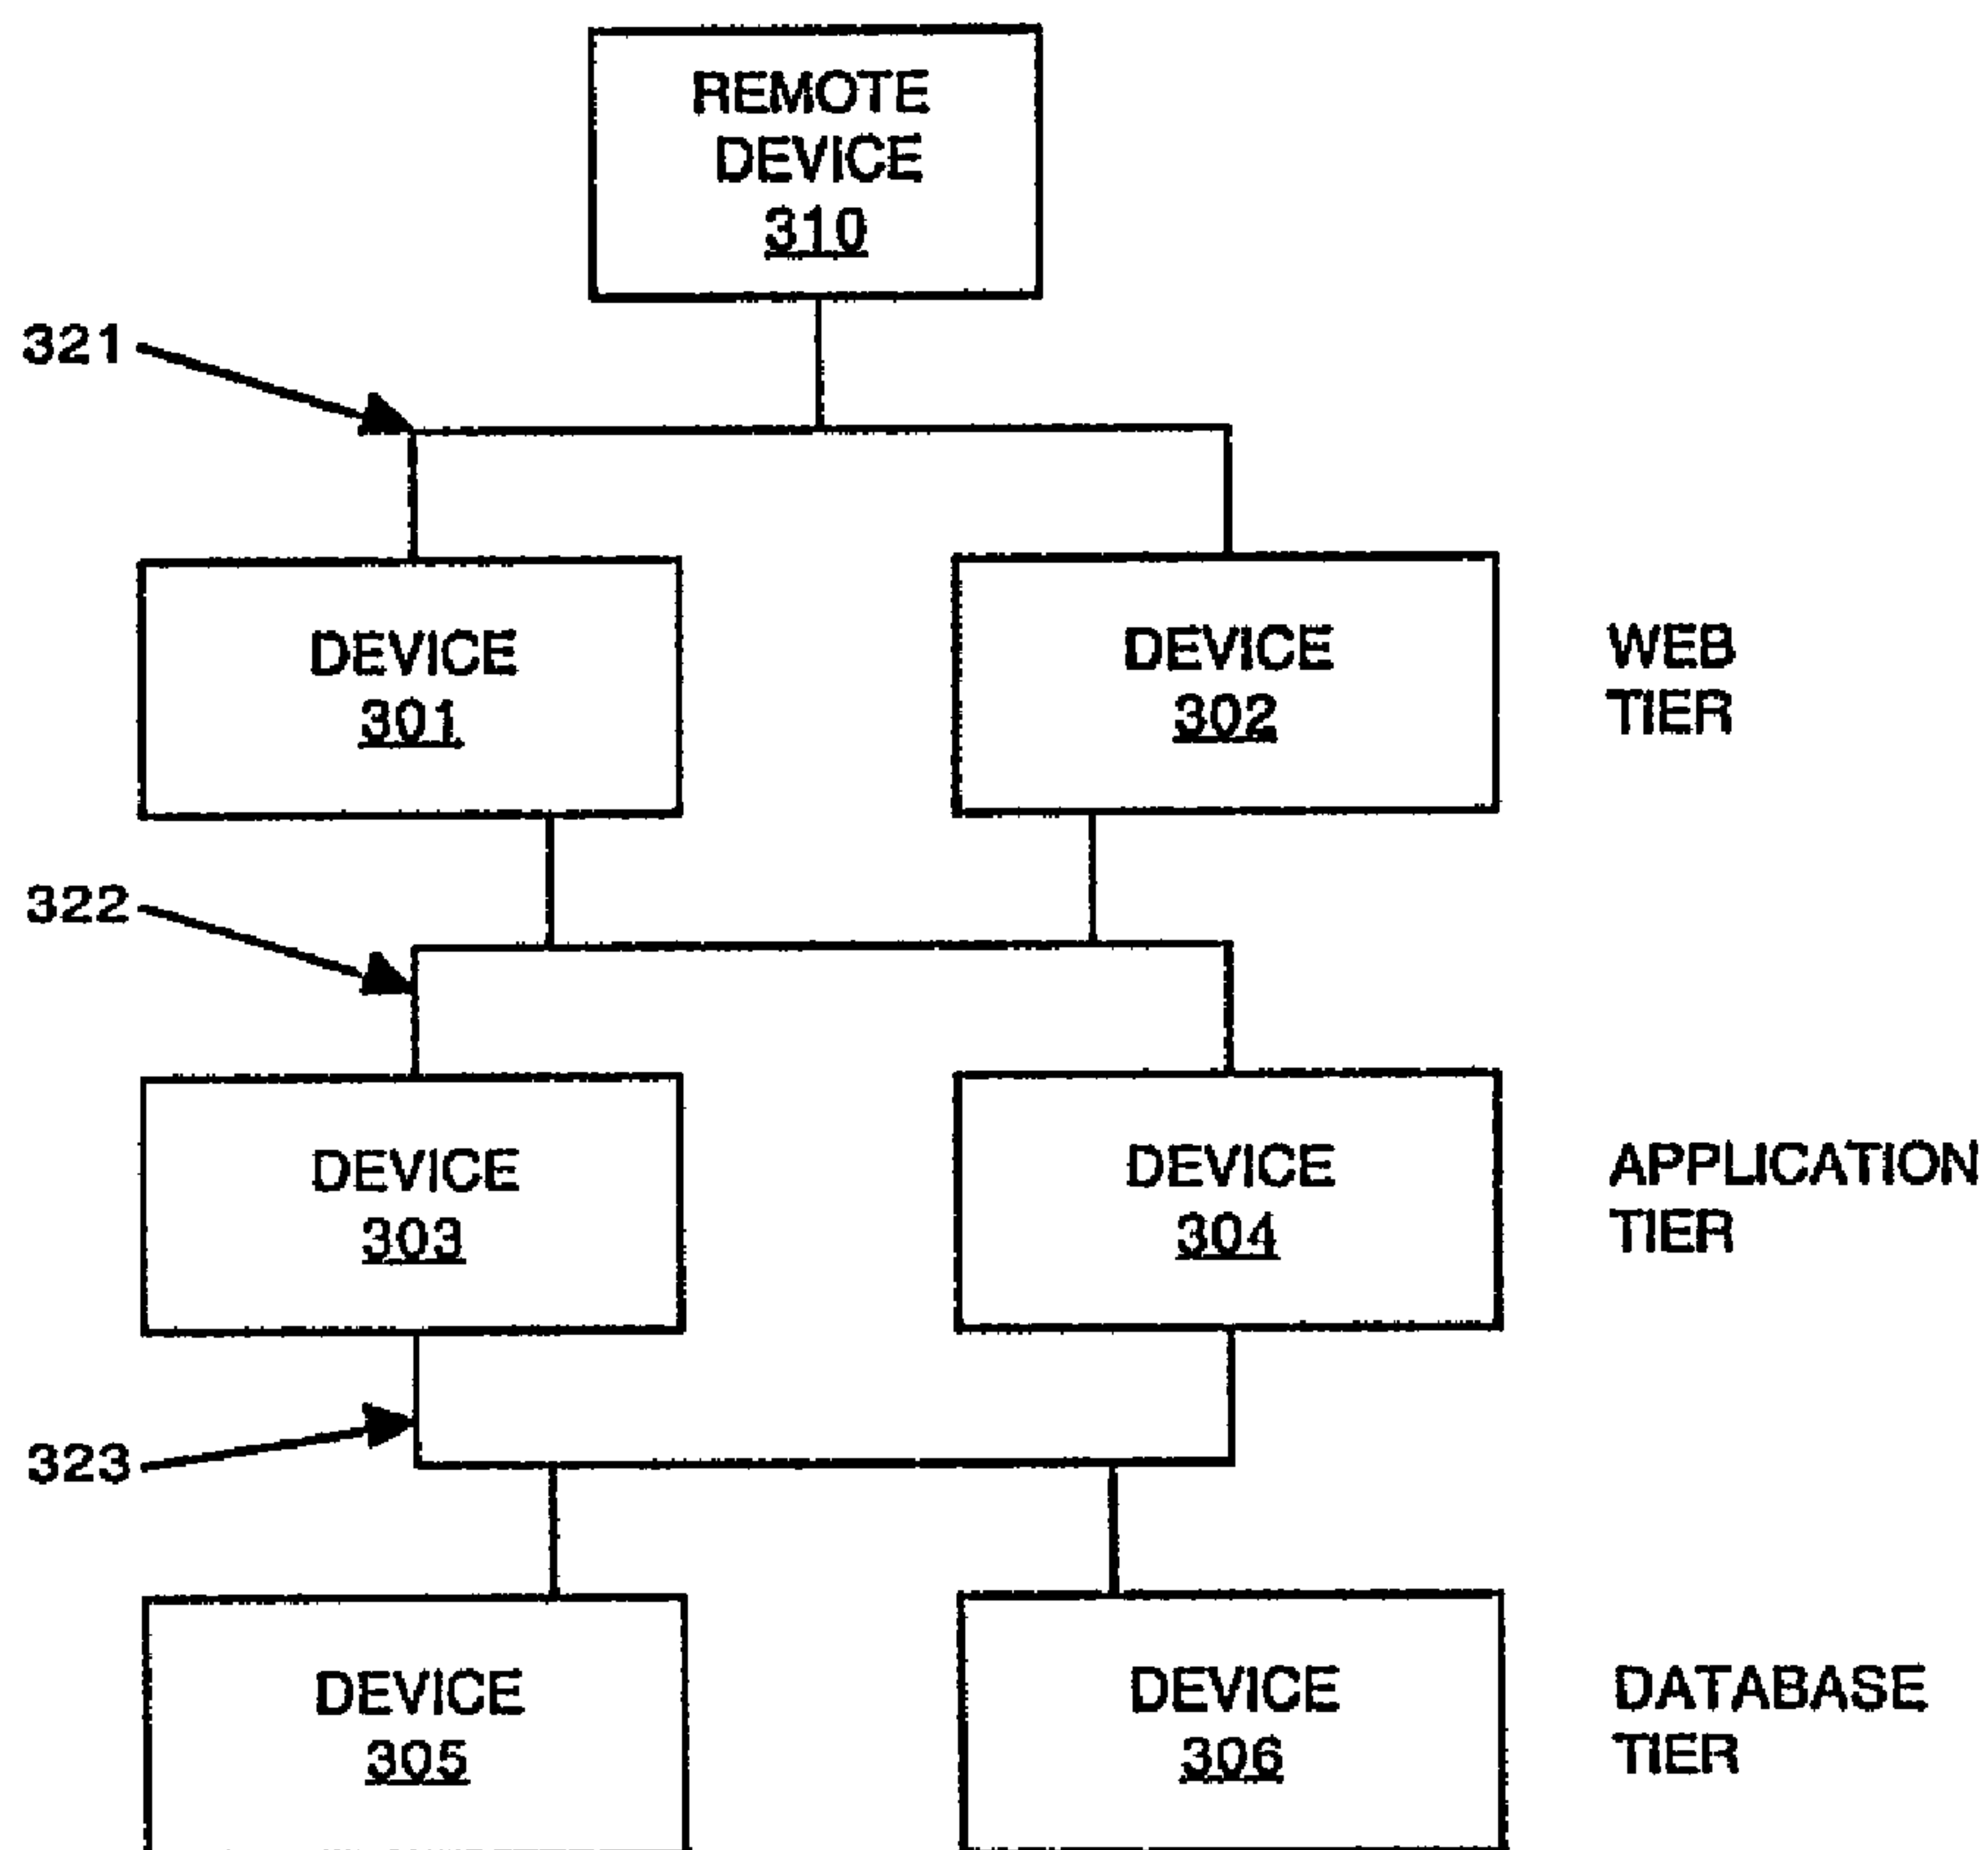 REMOTE
DEVICE
310
321
DEVICE
301
DEVICE
302
WEB
TIER
322
DEVICE
303
DEVICE
304
APPLICATION
TIER
323
DEVICE
305
DEVICE
306
DATABASE
TIER